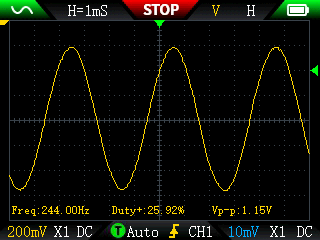 H=1mS STOP V H
Freq:244.00Hz Duty+:25.92% Vp-p:1.15V
200mV X1 DC T Auto CH1 10mV X1 DC